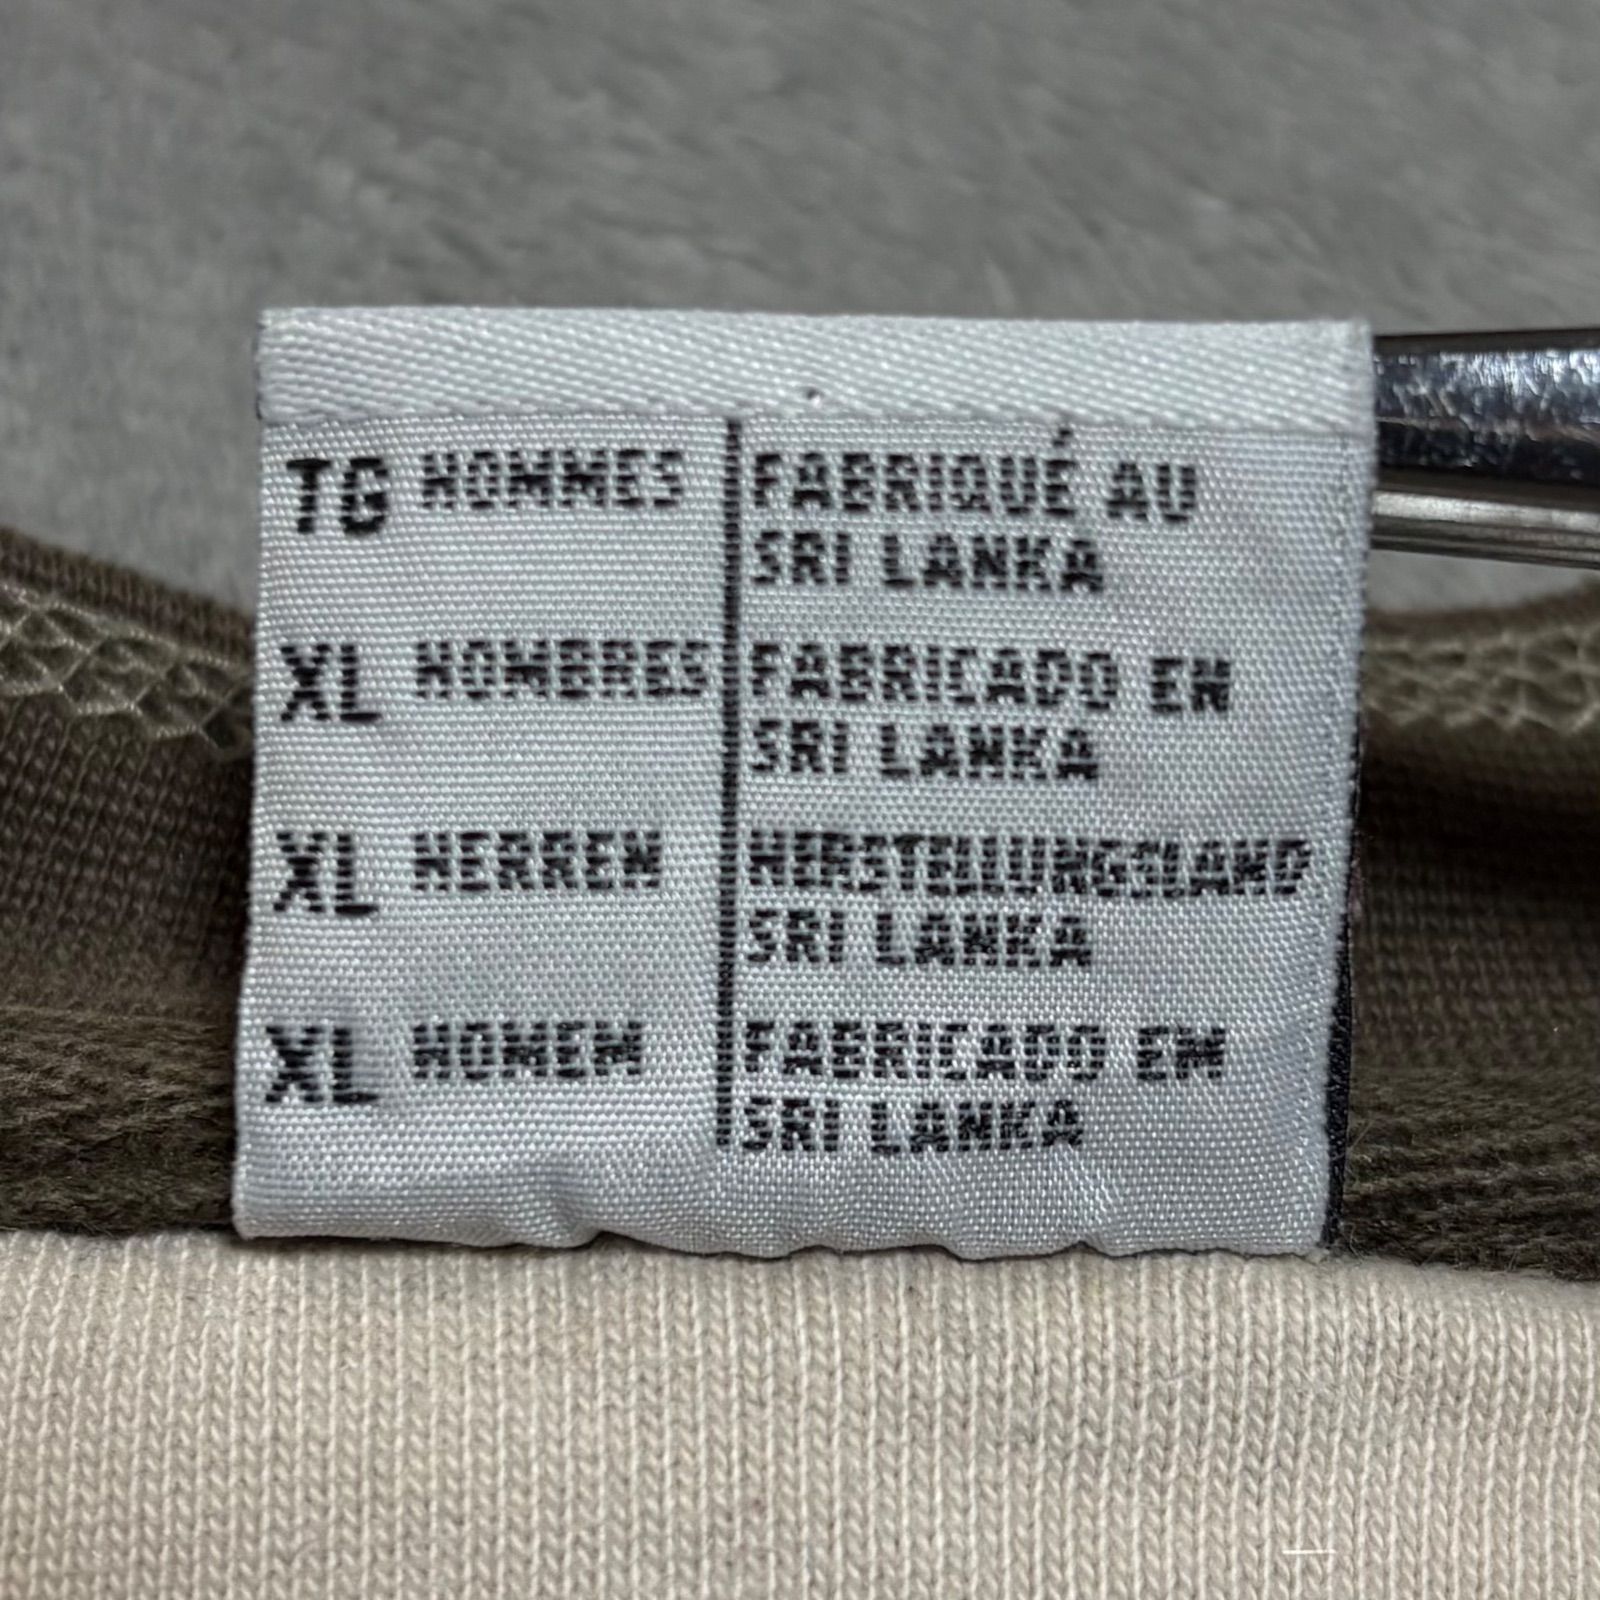 TG HOMMES
FABRIQUÉ AU
SRI LANKA
XL HOMBRES
FABRICADO EN
SRI LANKA
XL HERREN
HERSTELLUNGSLAND
SRI LANKA
XL HOMEM
FABRICADO EM
SRI LANKA